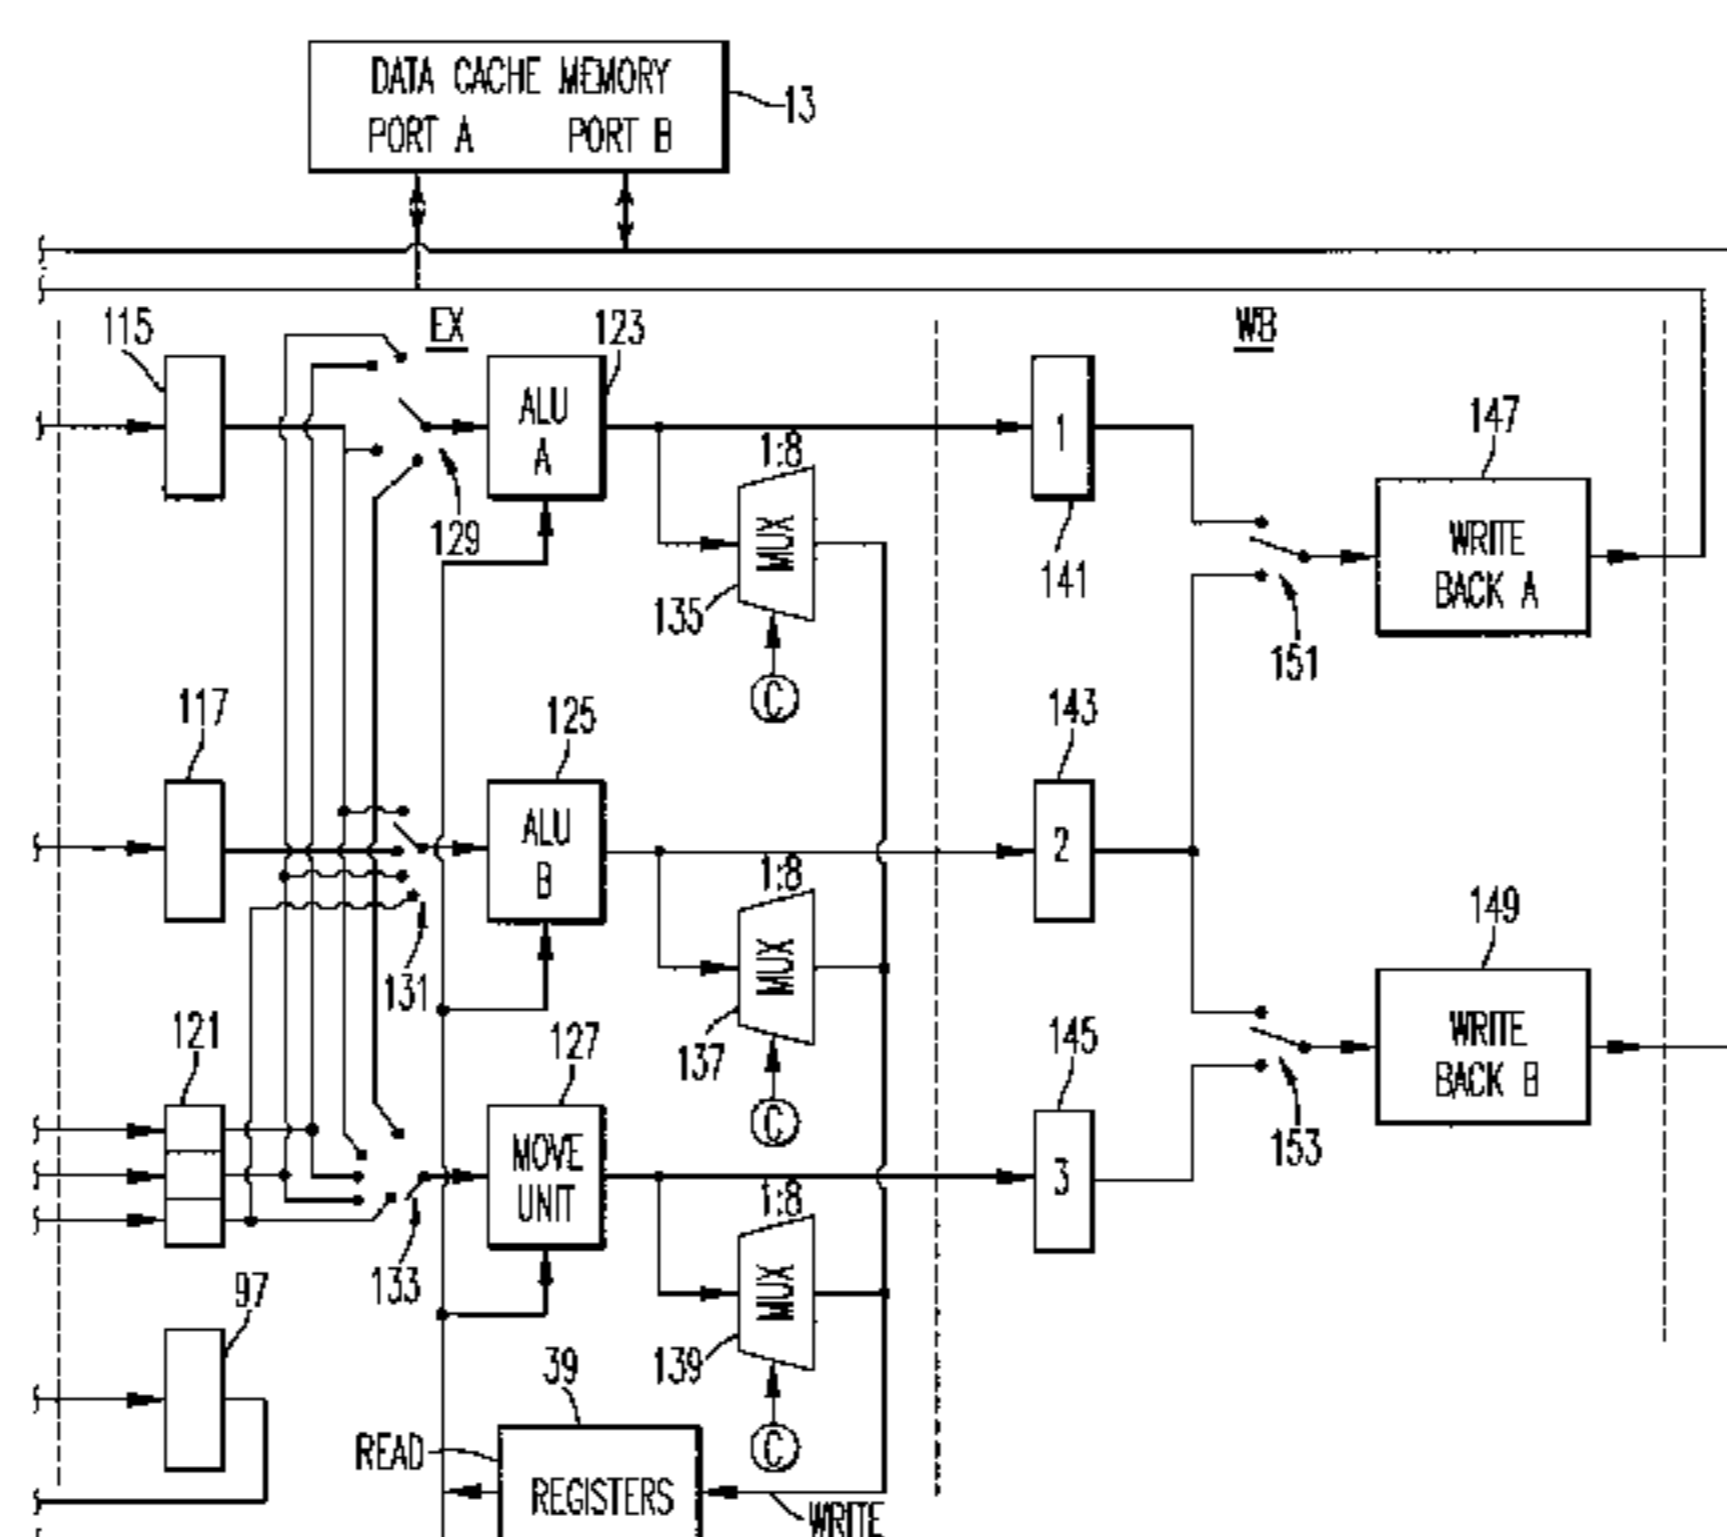 DATA CACHE MEMORY
PORT A PORT B
13
115
EX
123
WB
ALU
A
1:8
MUX
129
135
C
1
141
147
WRITE
BACK A
151
117
125
143
ALU
B
1:8
MUX
131
137
C
2
149
WRITE
BACK B
153
121
127
145
MOVE
UNIT
1:8
MUX
133
139
C
3
97
39
READ
REGISTERS
WRITE